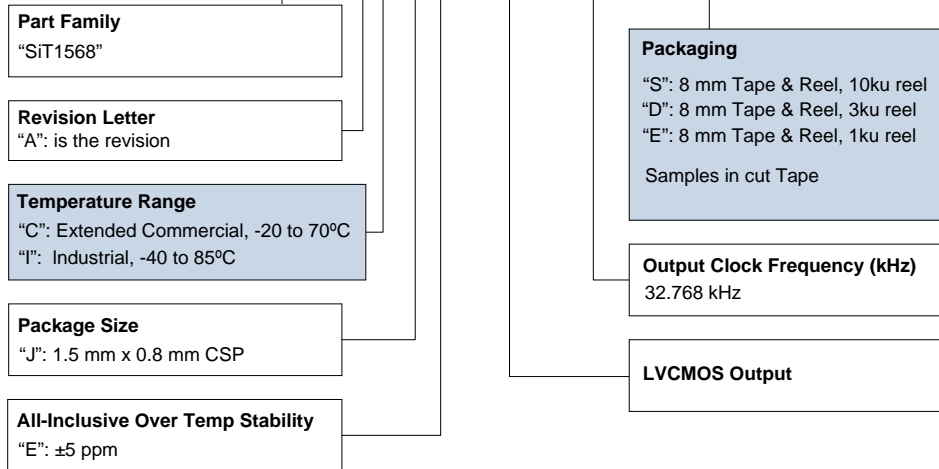 Part Family
“SiT1568”
Revision Letter
“A”: is the revision
Temperature Range
“C”: Extended Commercial, -20 to 70ºC
“I”: Industrial, -40 to 85ºC
Package Size
“J”: 1.5 mm x 0.8 mm CSP
All-Inclusive Over Temp Stability
“E”: ±5 ppm
Packaging
“S”: 8 mm Tape & Reel, 10ku reel
“D”: 8 mm Tape & Reel, 3ku reel
“E”: 8 mm Tape & Reel, 1ku reel
Samples in cut Tape
Output Clock Frequency (kHz)
32.768 kHz
LVCMOS Output